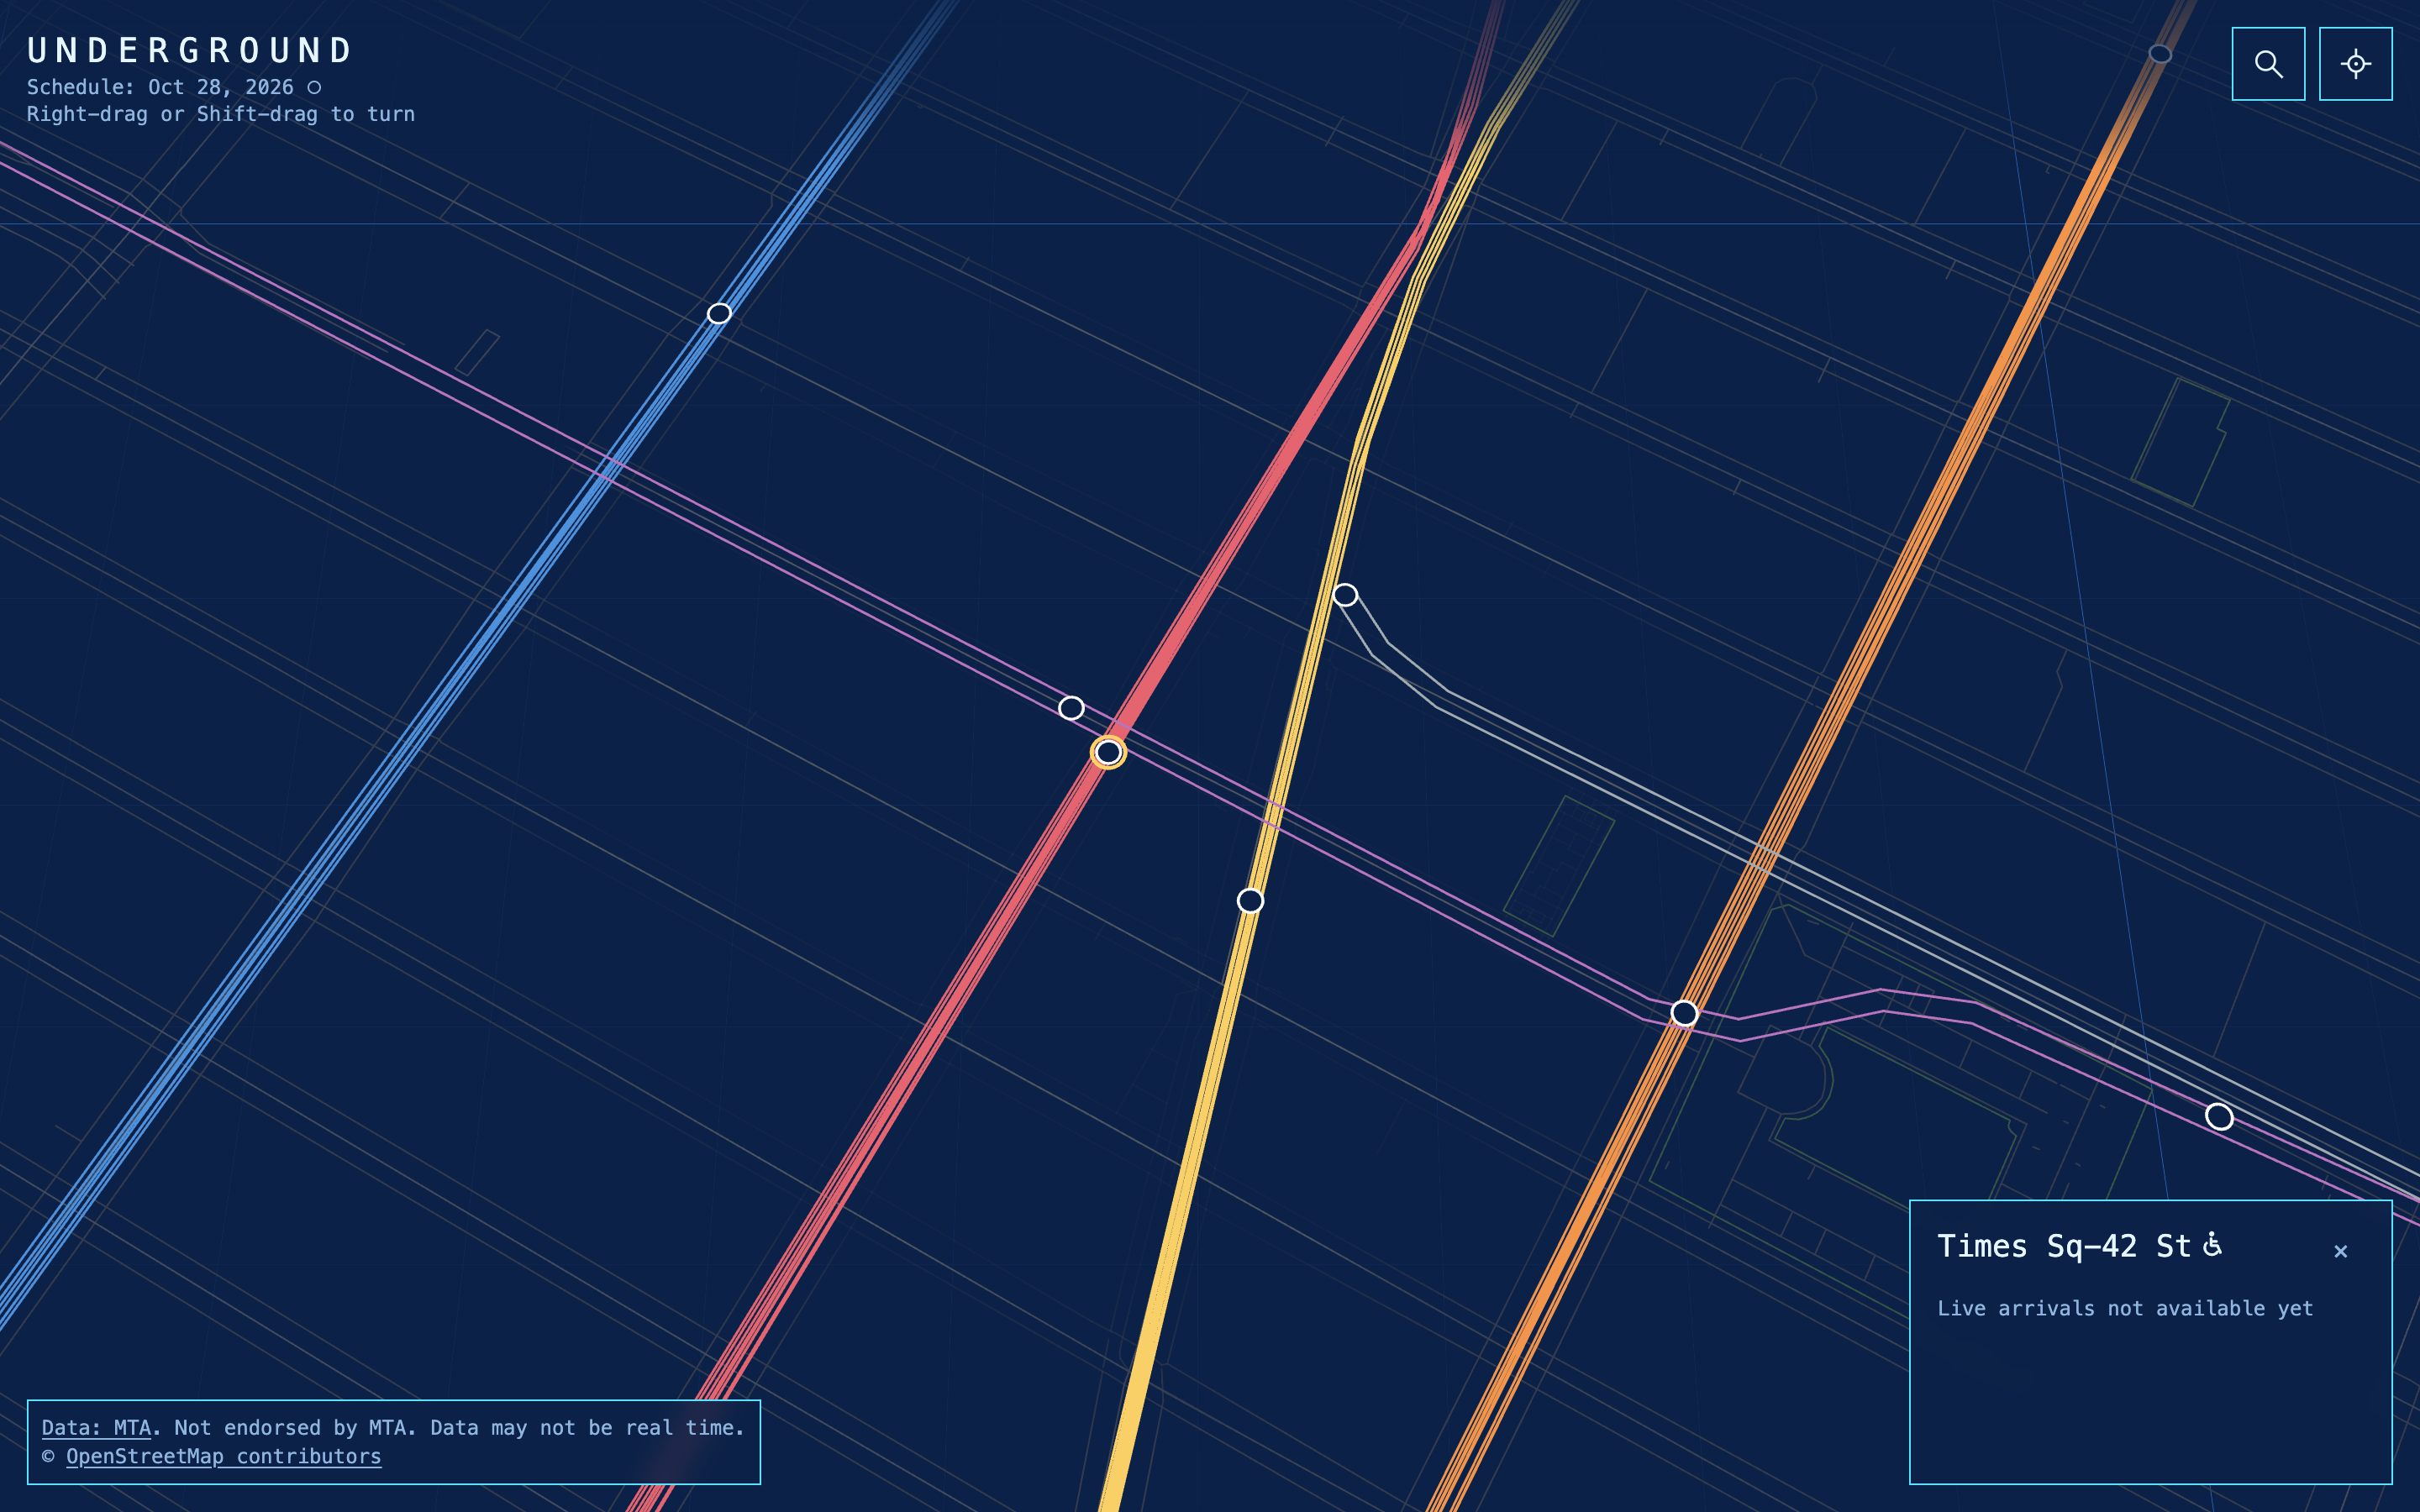 UNDERGROUND
Schedule: Oct 28, 2026
Right-drag or Shift-drag to turn
Times Sq-42 St
×
Live arrivals not available yet
Data: MTA. Not endorsed by MTA. Data may not be real time.
© OpenStreetMap contributors